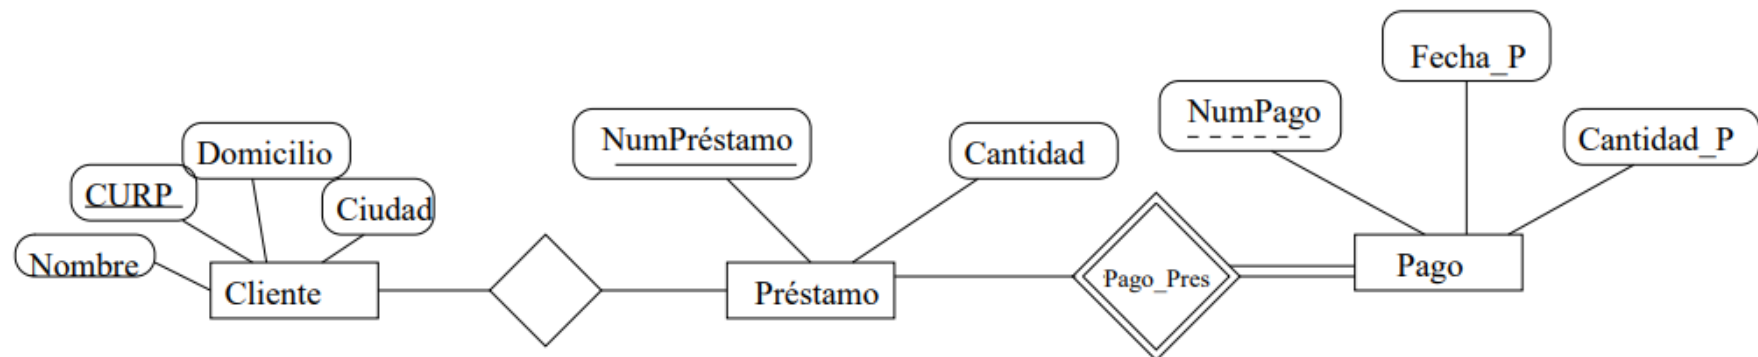 Fecha_P
NumPago
Cantidad_P
NumPréstamo
Cantidad
Domicilio
CURP
Ciudad
Nombre
Cliente
Préstamo
Pago_Pres
Pago